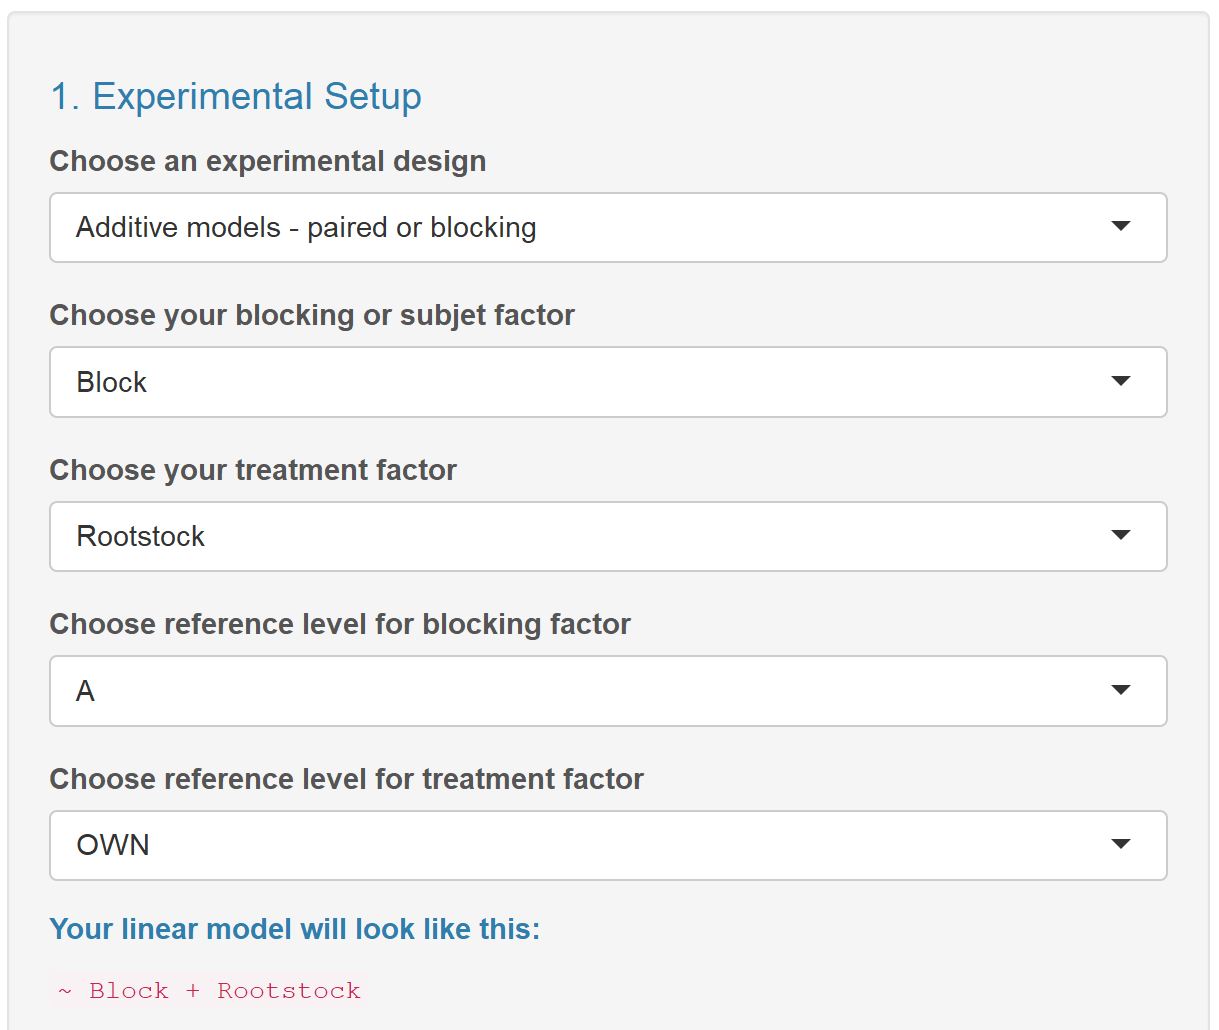 1. Experimental Setup
Choose an experimental design
Additive models - paired or blocking
Choose your blocking or subjet factor
Block
Choose your treatment factor
Rootstock
Choose reference level for blocking factor
A
Choose reference level for treatment factor
OWN
Your linear model will look like this:
~ Block + Rootstock